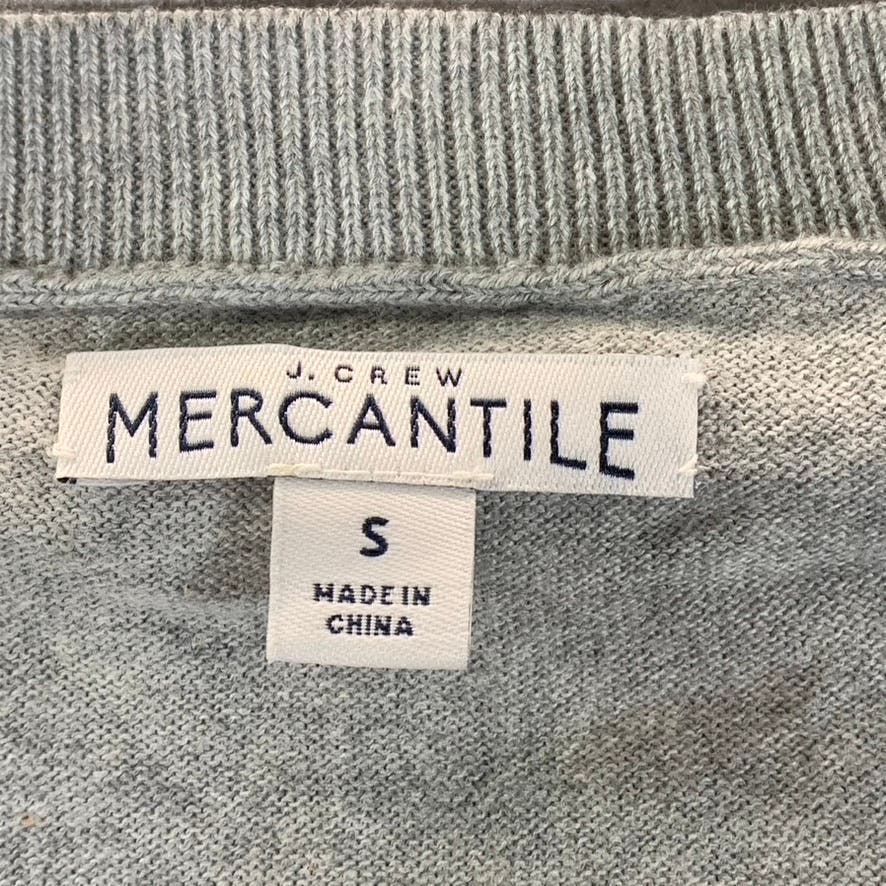 J. CREW
MERCANTILE
S
MADE IN
CHINA